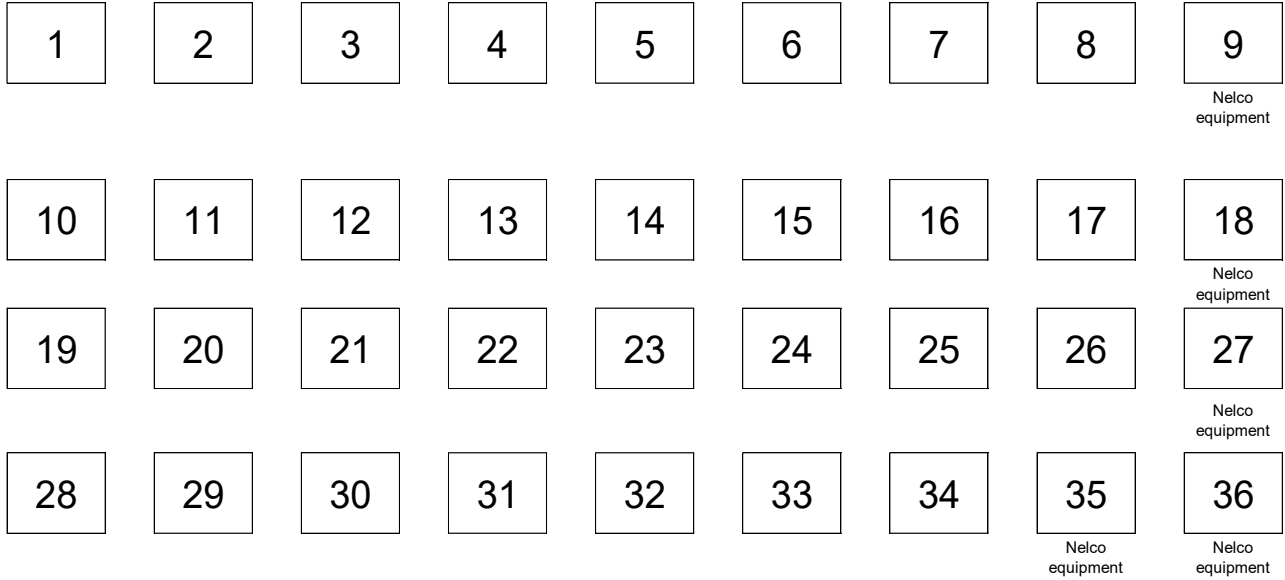 1 2 3 4 5 6 7 8 9
Nelco
equipment
10 11 12 13 14 15 16 17 18
Nelco
equipment
19 20 21 22 23 24 25 26 27
Nelco
equipment
28 29 30 31 32 33 34 35 36
Nelco Nelco
equipment equipment